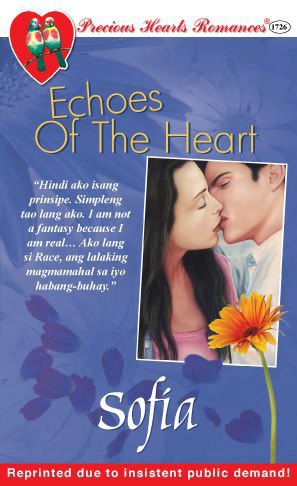 Precious Hearts Romances®
1726
Echoes
Of The Heart
“Hindi ako isang
prinsipe. Simpleng
tao lang ako. I am not
a fantasy because I
am real... Ako lang
si Race, ang lalaking
magmamahal sa iyo
habang-buhay.”
Sofia
Reprinted due to insistent public demand!